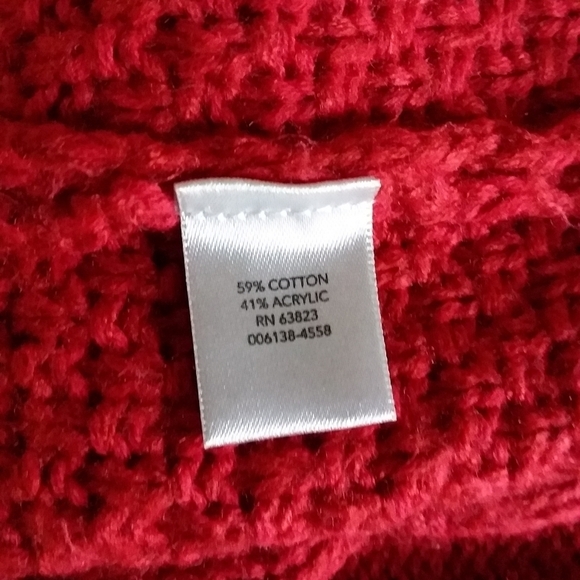 59% COTTON
41% ACRYLIC
RN 63823
006138-4558